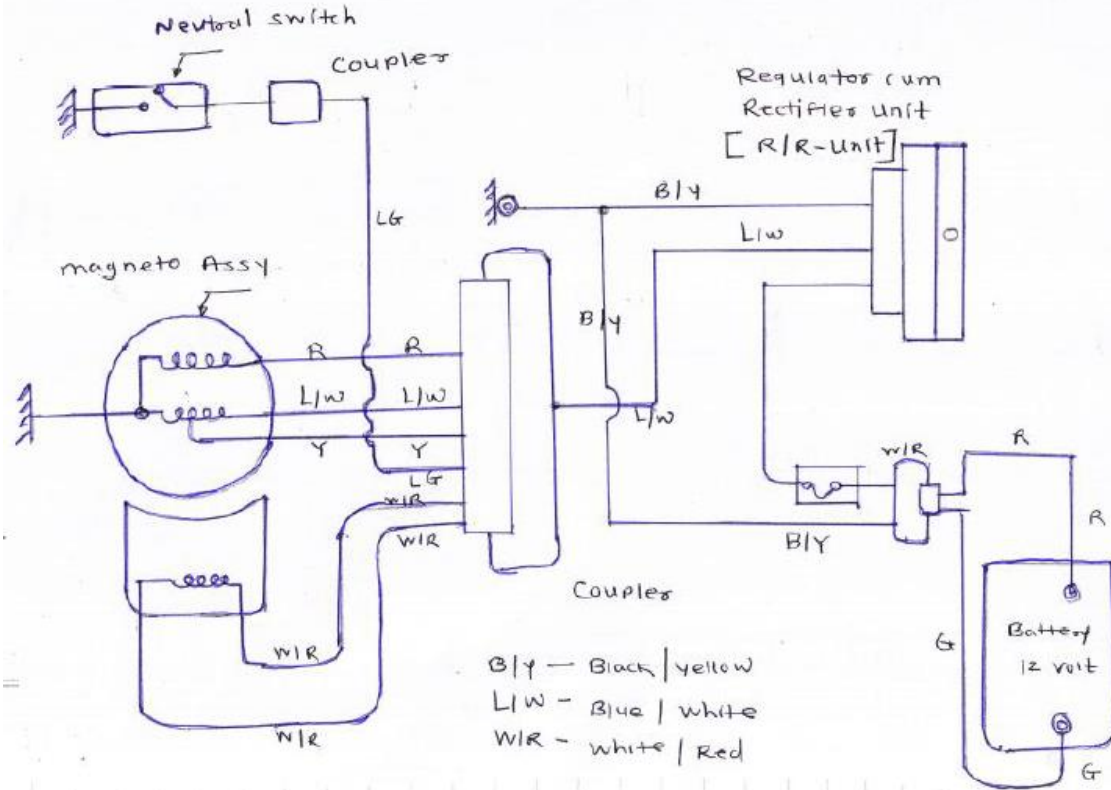 Neutral switch
Coupler
Regulator cum
Rectifier unit
[ R/R-Unit ]
B/Y
LG
L/W
O
magneto Assy
B/Y
R R
L/W L/W
L/W
Y Y
LG
W/R
R
W/R
W/R
B/Y
R
Coupler
Battery
12 volt
G
W/R
B/Y — Black / yellow
L/W - Blue / White
W/R - White / Red
W/R
G